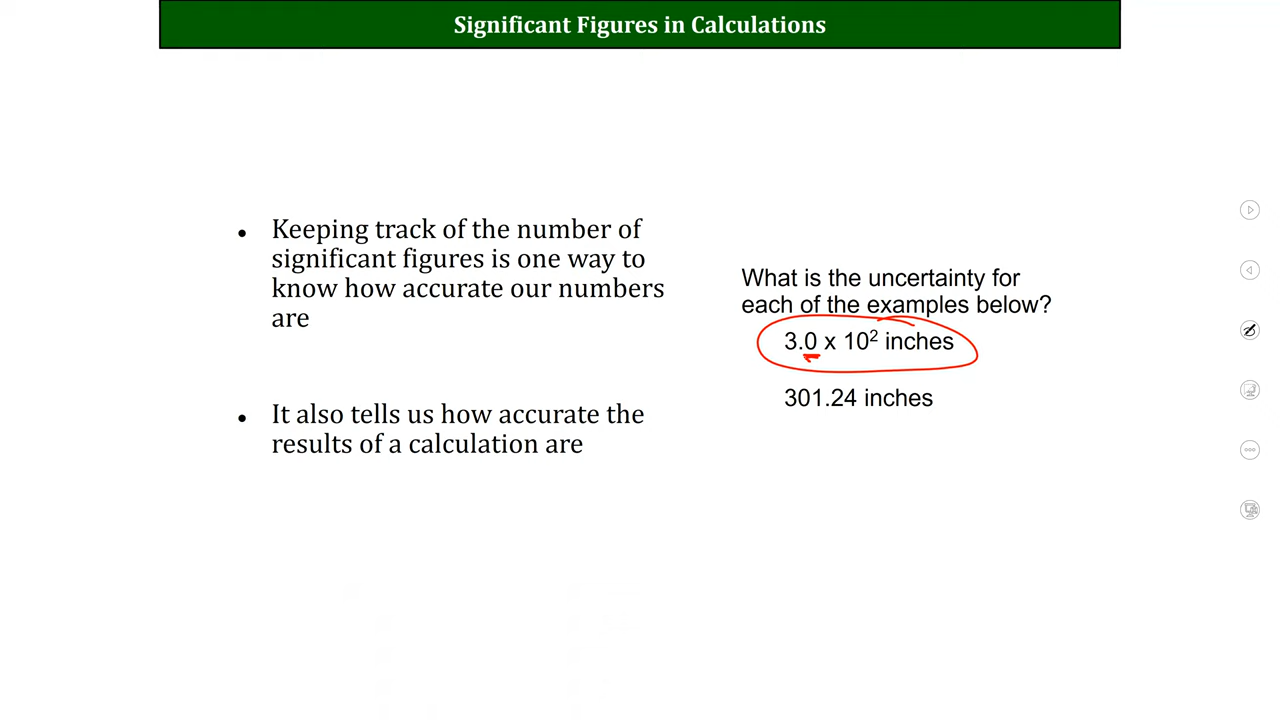 Significant Figures in Calculations
• Keeping track of the number of
significant figures is one way to
know how accurate our numbers
are
• It also tells us how accurate the
results of a calculation are
What is the uncertainty for
each of the examples below?
3.0 x 10² inches
301.24 inches